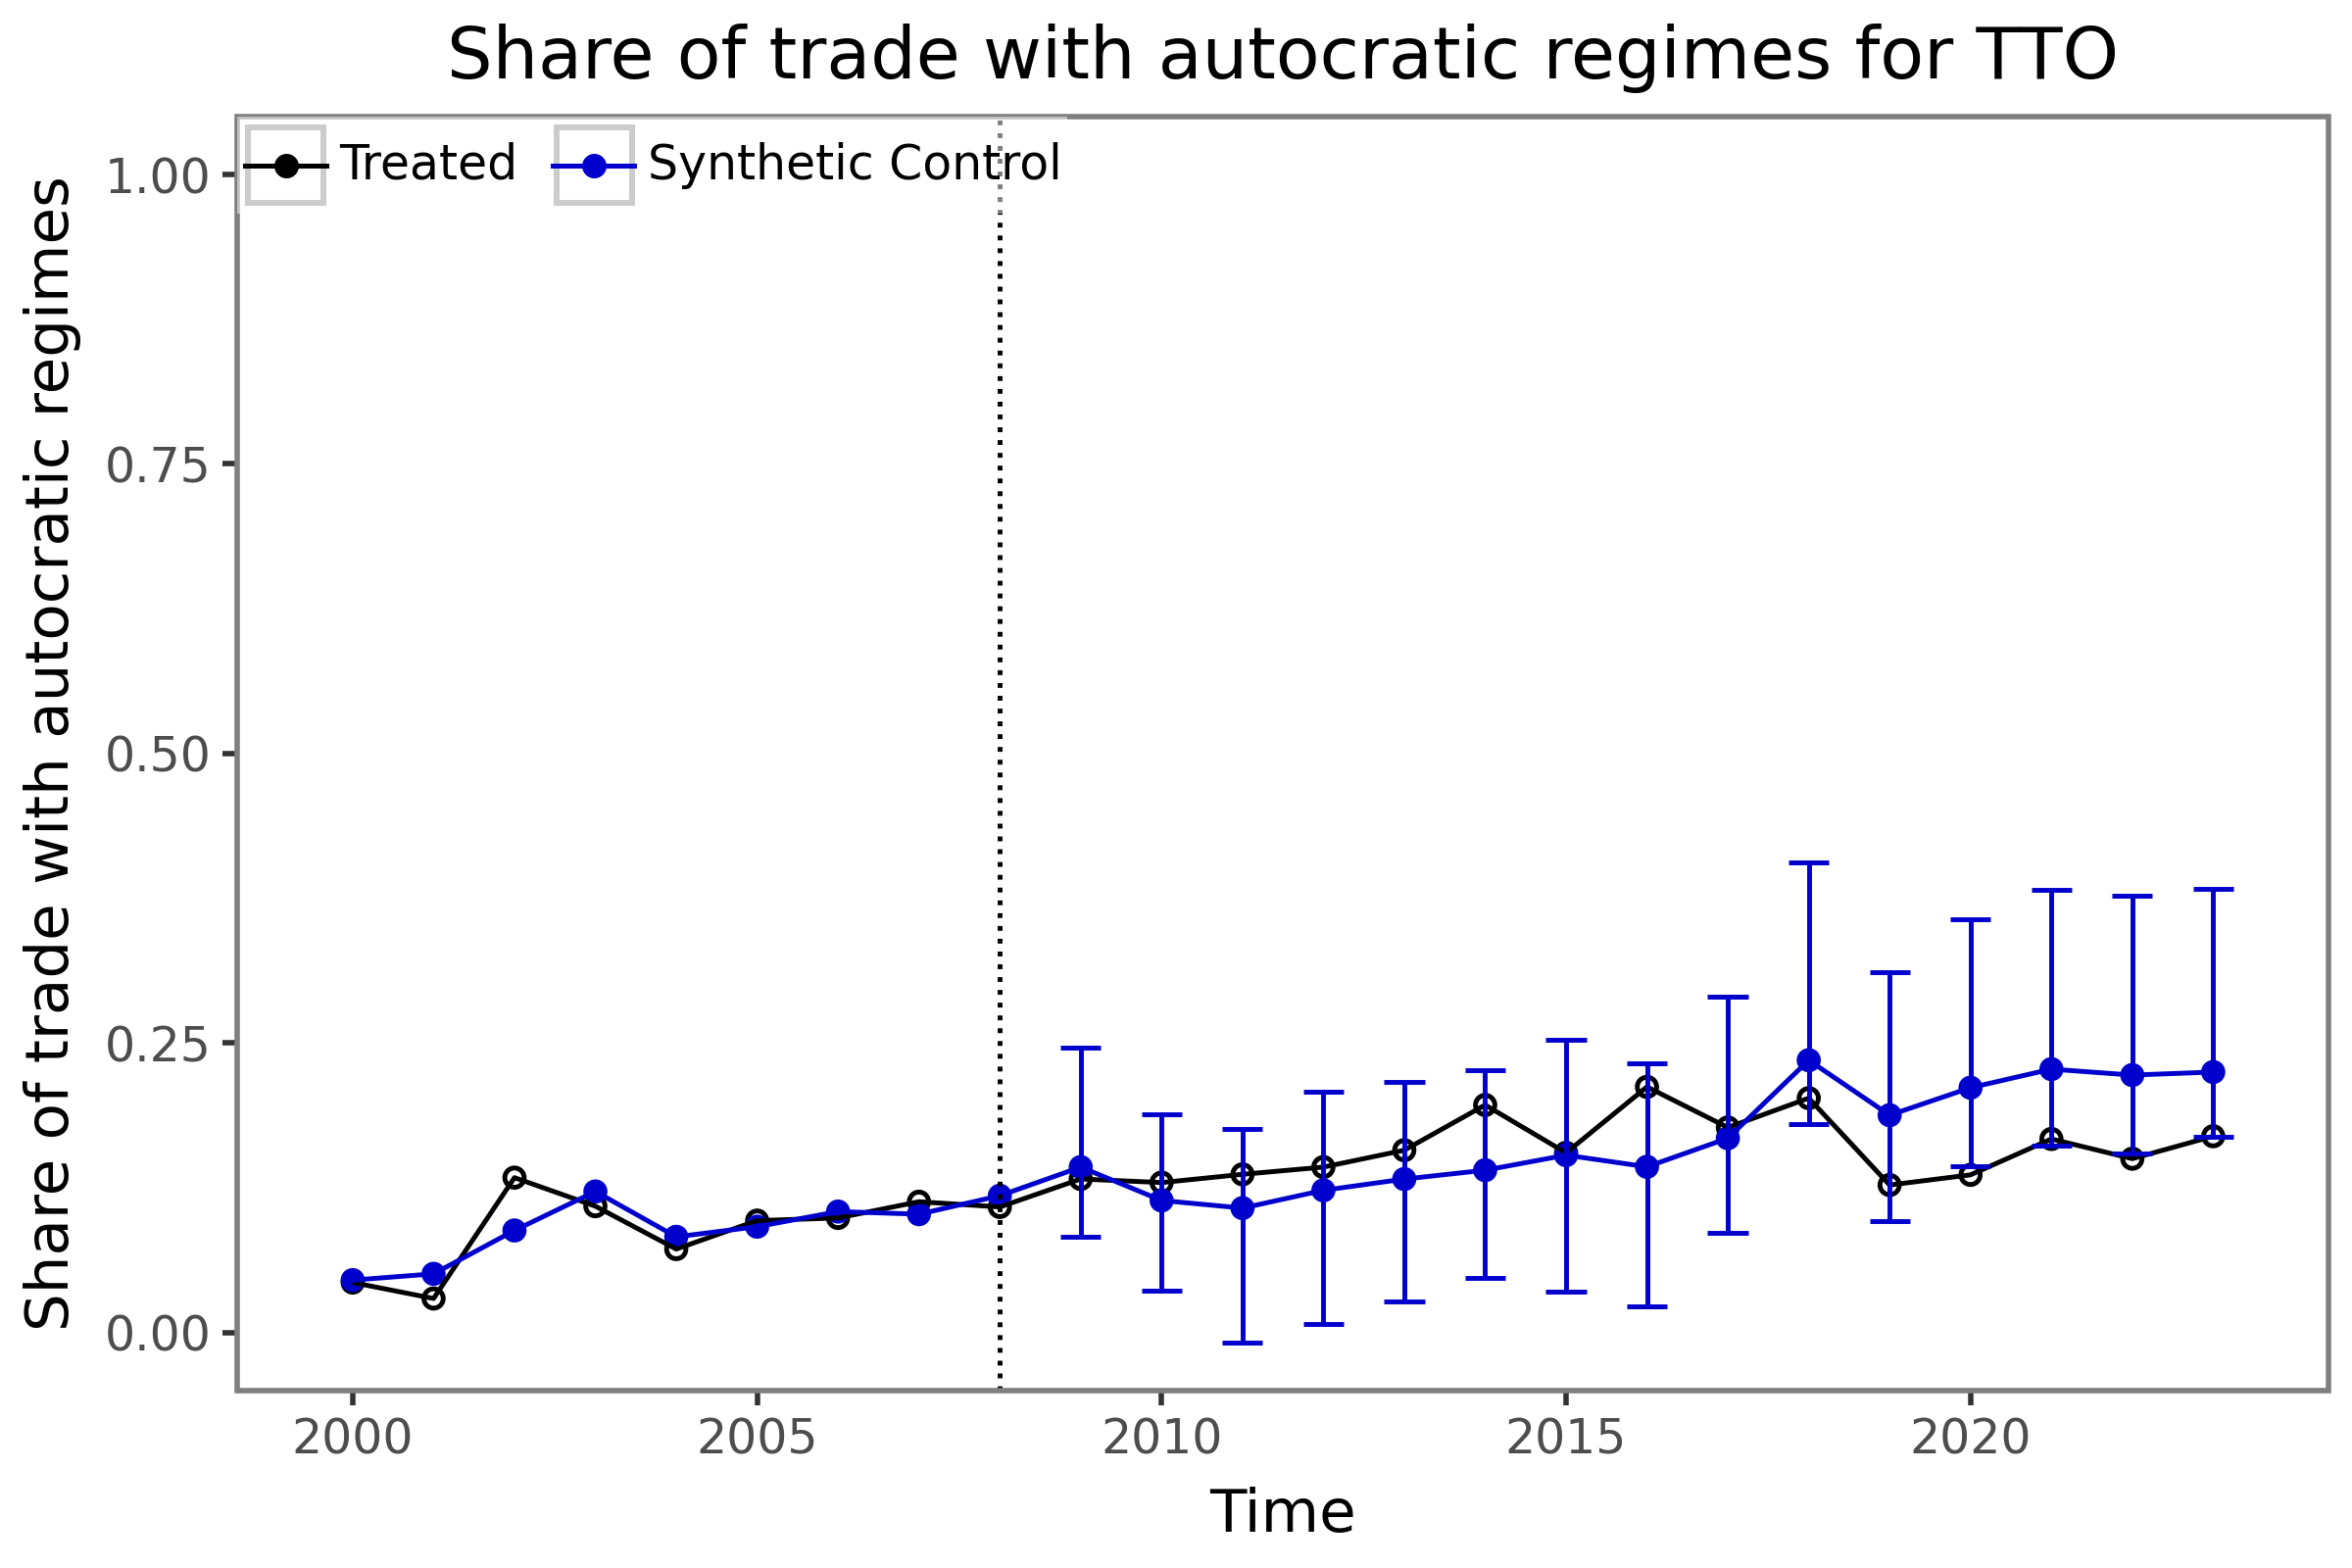 Share of trade with autocratic regimes for TTO
Treated
Synthetic Control
Share of trade with autocratic regimes
1.00
0.75
0.50
0.25
0.00
2000 2005 2010 2015 2020
Time